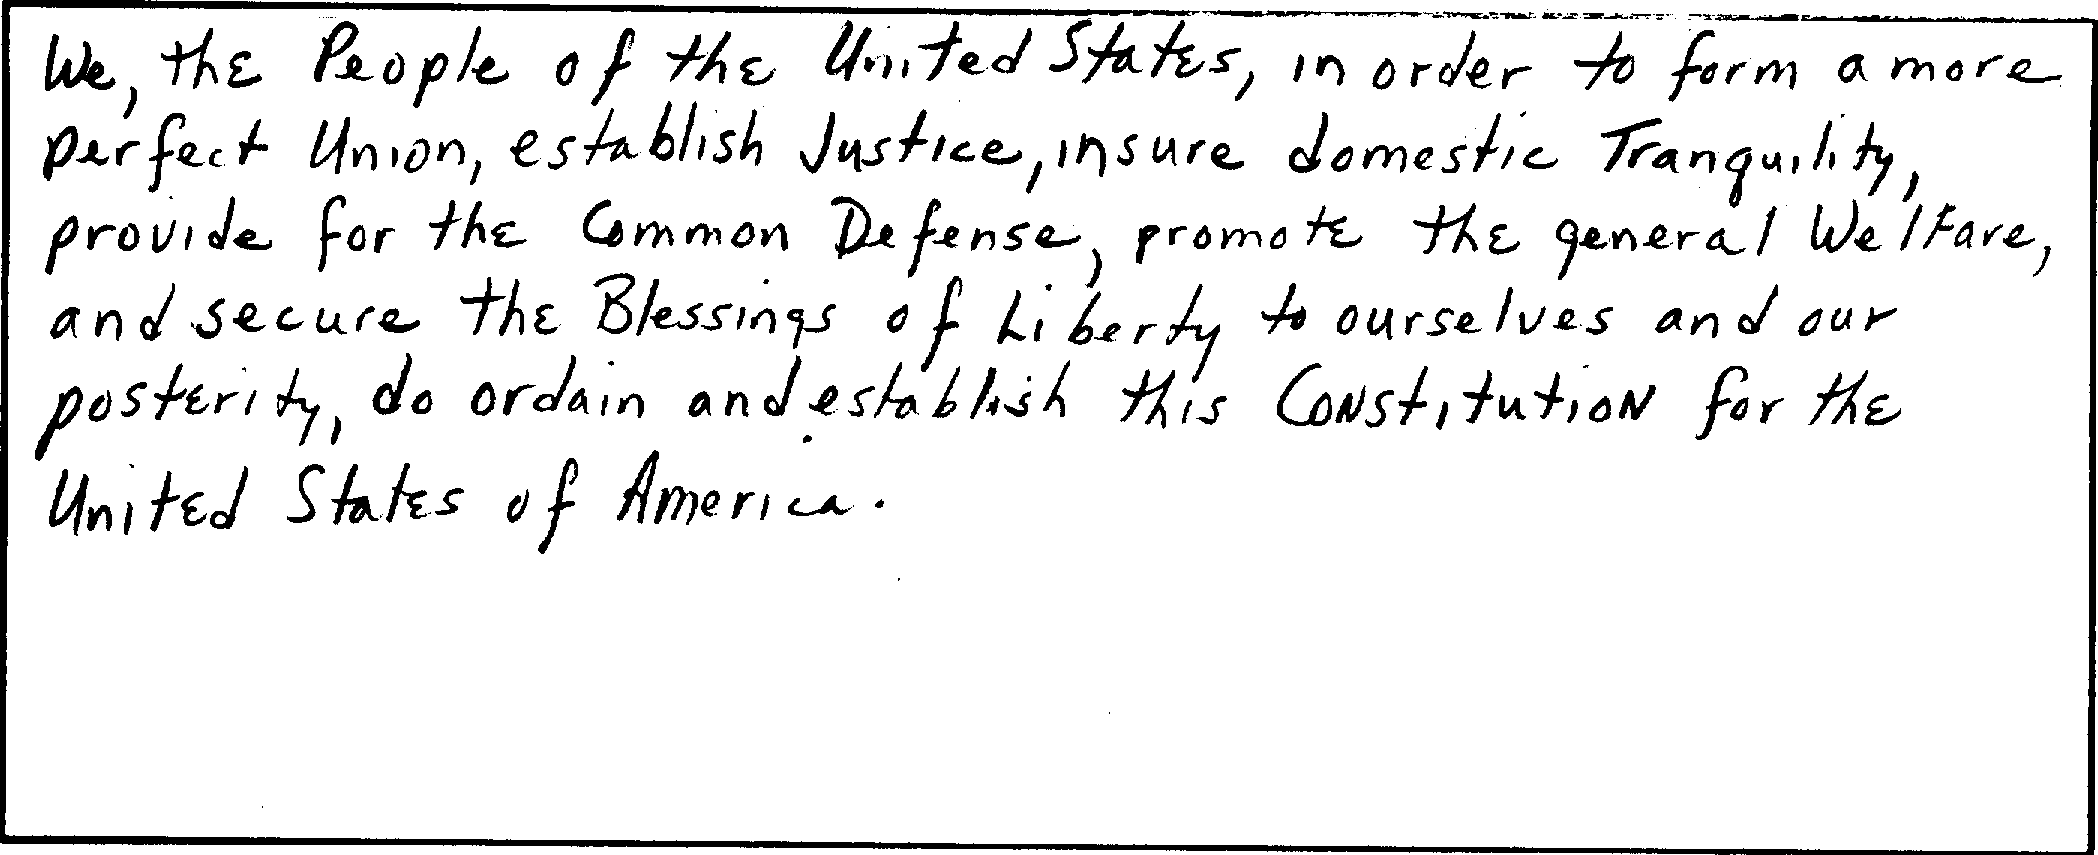 We, the People of the United States, in order to form a more
perfect Union, establish Justice, insure domestic Tranquility,
provide for the Common Defense, promote the general Welfare,
and secure the Blessings of Liberty to ourselves and our
posterity, do ordain and establish this Constitution for the
United States of America.